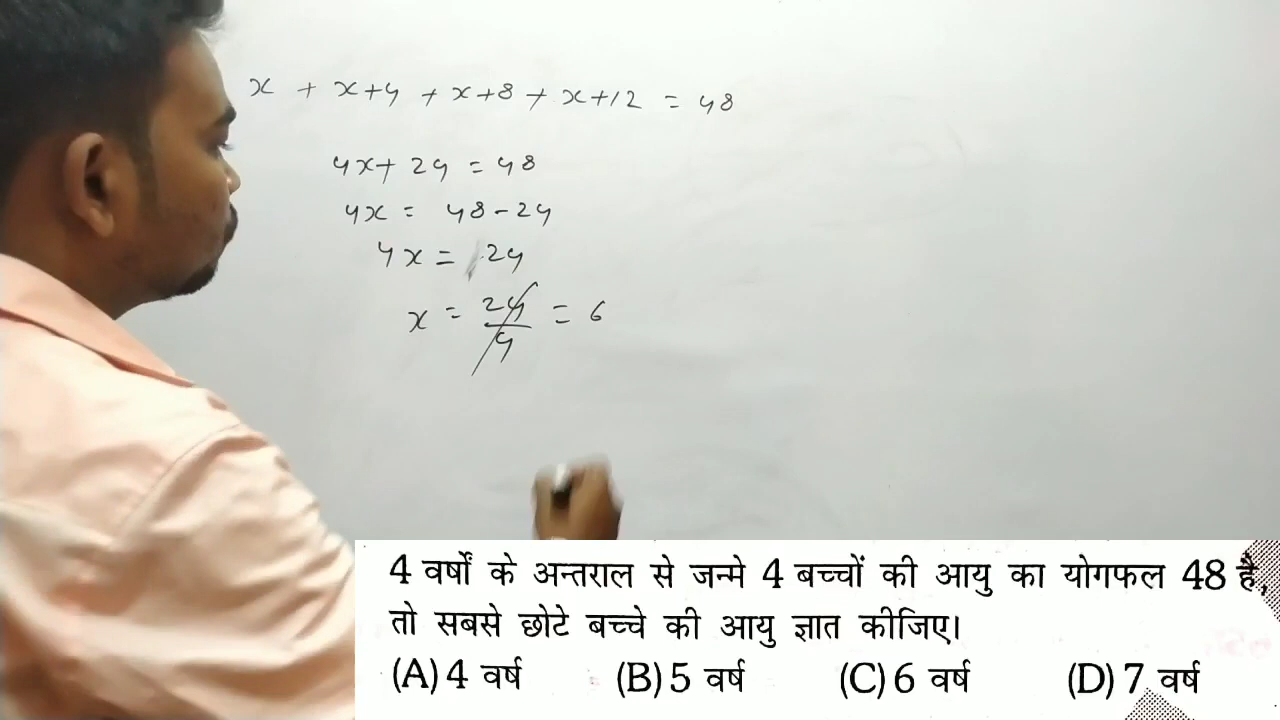 x + x+4 + x+8 + x+12 = 48
4x+ 24 = 48
4x = 48 - 24
4x = 24
x = 24/4 = 6
4 वर्षों के अन्तराल से जन्मे 4 बच्चों की आयु का योगफल 48 है,
तो सबसे छोटे बच्चे की आयु ज्ञात कीजिए।
(A) 4 वर्ष (B) 5 वर्ष (C) 6 वर्ष (D) 7 वर्ष